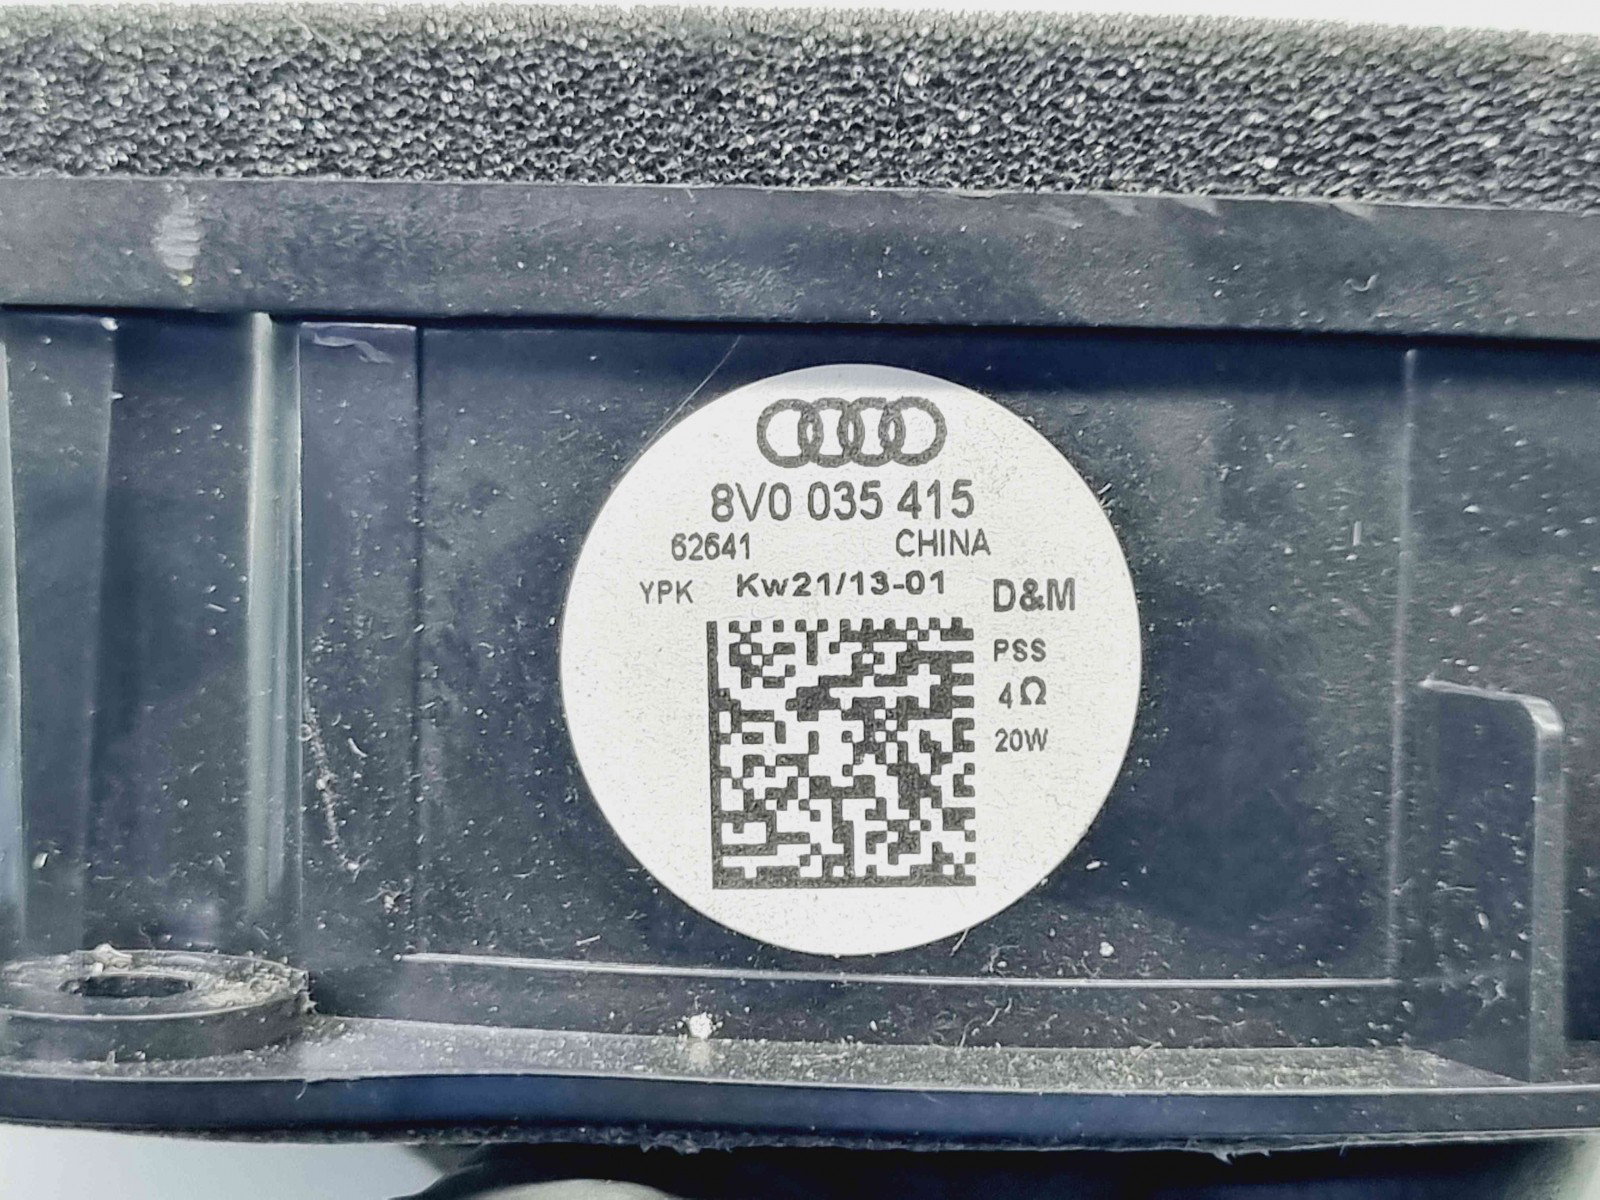 8V0 035 415
62641 CHINA
YPK Kw21/13-01 D&M
PSS
4Ω
20W